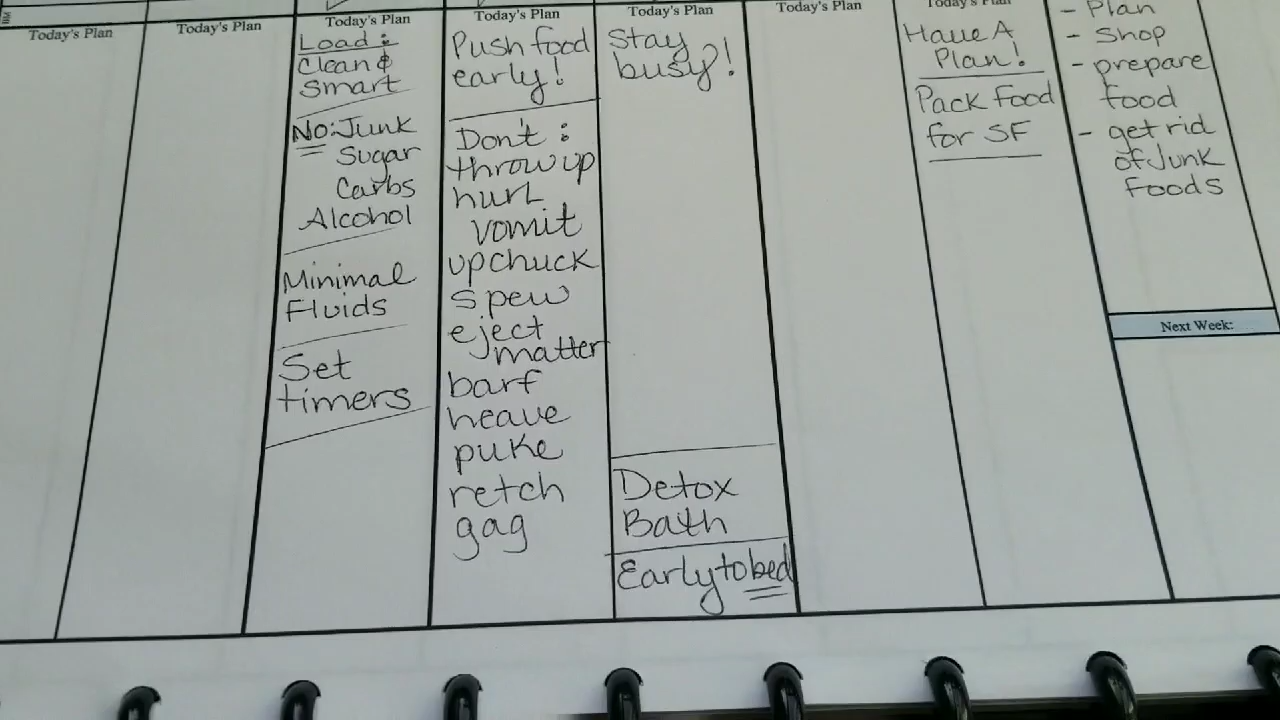 Today's Plan
Today's Plan
Today's Plan
Load:
Clean &
Smart
No: Junk
Sugar
Carbs
Alcohol
Minimal
Fluids
Set
timers
Today's Plan
Push food
early!
Don't:
throw up
hurl
vomit
upchuck
spew
eject
matter
barf
heave
puke
retch
gag
Today's Plan
Stay
busy!
Detox
Bath
Early to bed
Today's Plan
Today's Plan
Have A
Plan!
Pack Food
for SF
- Plan
- Shop
- prepare
food
- get rid
of Junk
Foods
Next Week: